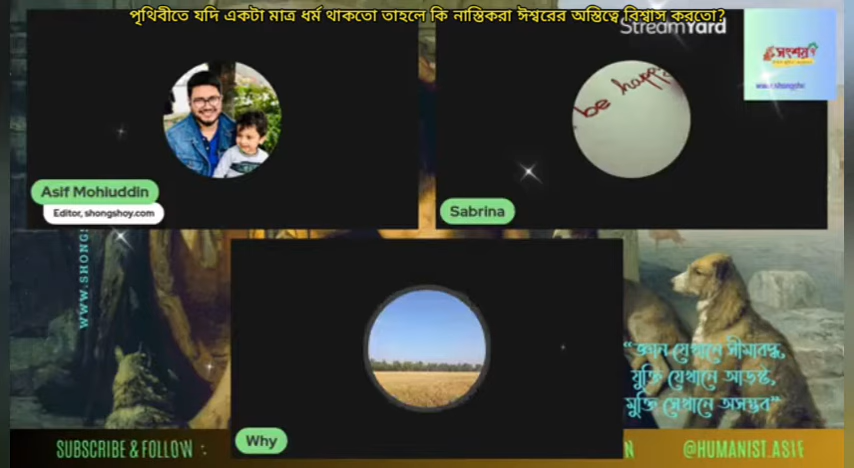 পৃথিবীতে যদি একটা মাত্র ধর্ম থাকতো তাহলে কি নাস্তিকরা ঈশ্বরের অস্তিত্বে বিশ্বাস করতো?
StreamYard
সংশয়
be happy
Asif Mohiuddin
Editor, shongshoy.com
Sabrina
WWW.SHONGS
“জ্ঞান যেখানে সীমাবদ্ধ,
যুক্তি যেখানে আড়ষ্ট,
মুক্তি সেখানে অসম্ভব”
Why
SUBSCRIBE & FOLLOW :
N @HUMANIST.ASIF